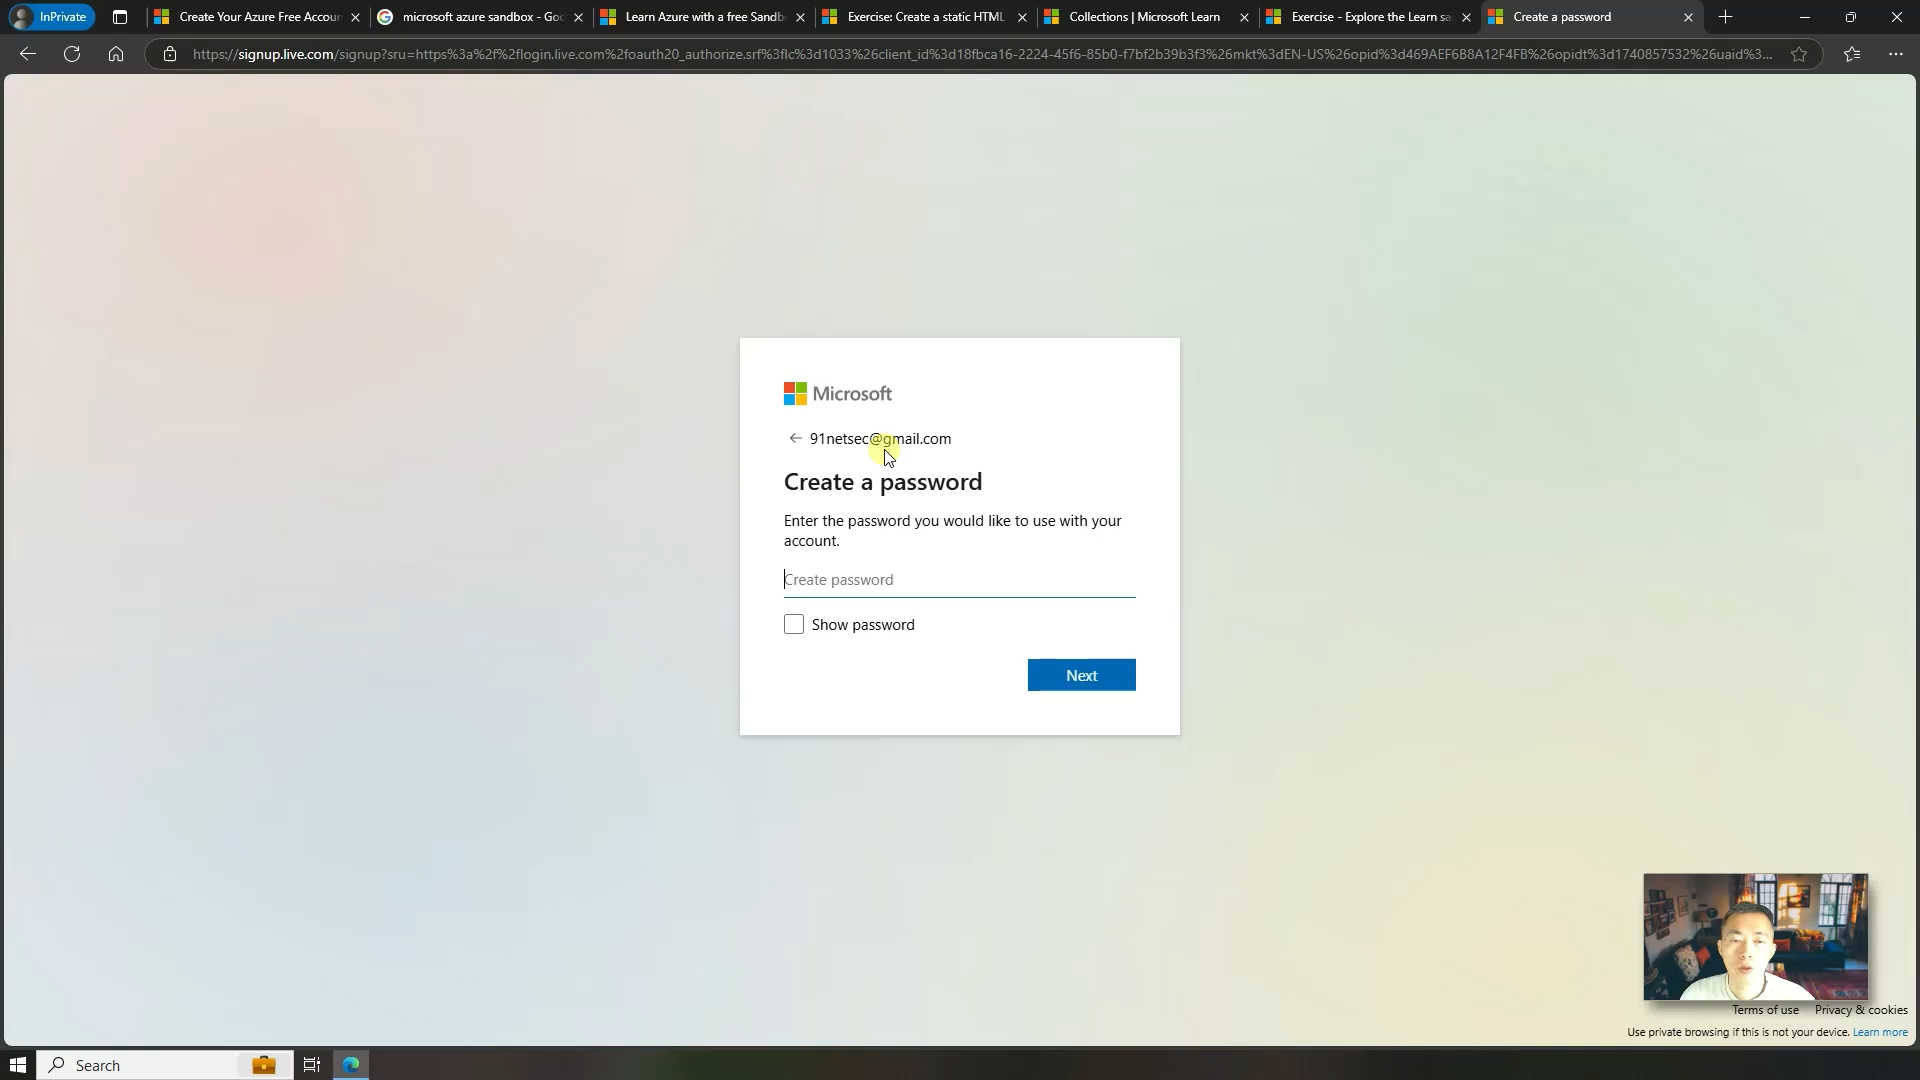 InPrivate
Create Your Azure Free Accoun
microsoft azure sandbox - Goo
Learn Azure with a free Sandb
Exercise: Create a static HTML
Collections | Microsoft Learn
Exercise - Explore the Learn sa
Create a password
https://signup.live.com/signup?sru=https%3a%2f%2flogin.live.com%2foauth20_authorize.srf%3flc%3d1033%26client_id%3d18fbca16-2224-45f6-85b0-f7bf2b39b3f3%26mkt%3dEN-US%26opid%3d469AEF6B8A12F4FB%26opidt%3d1740857532%26uaid%3...
Microsoft
91netsec@gmail.com
Create a password
Enter the password you would like to use with your
account.
Create password
Show password
Next
Terms of use Privacy & cookies
Use private browsing if this is not your device. Learn more
Search